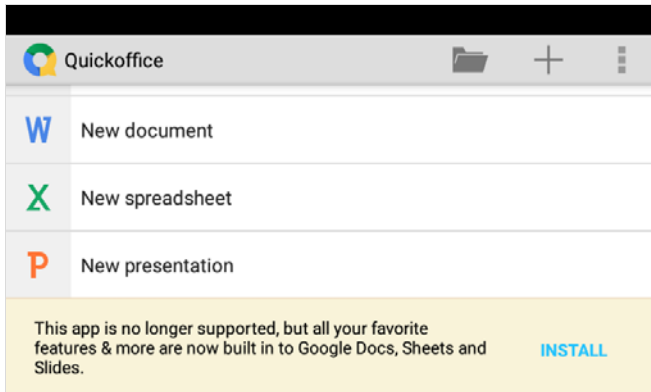 Quickoffice
W New document
X New spreadsheet
P New presentation
This app is no longer supported, but all your favorite
features & more are now built in to Google Docs, Sheets and
Slides.
INSTALL